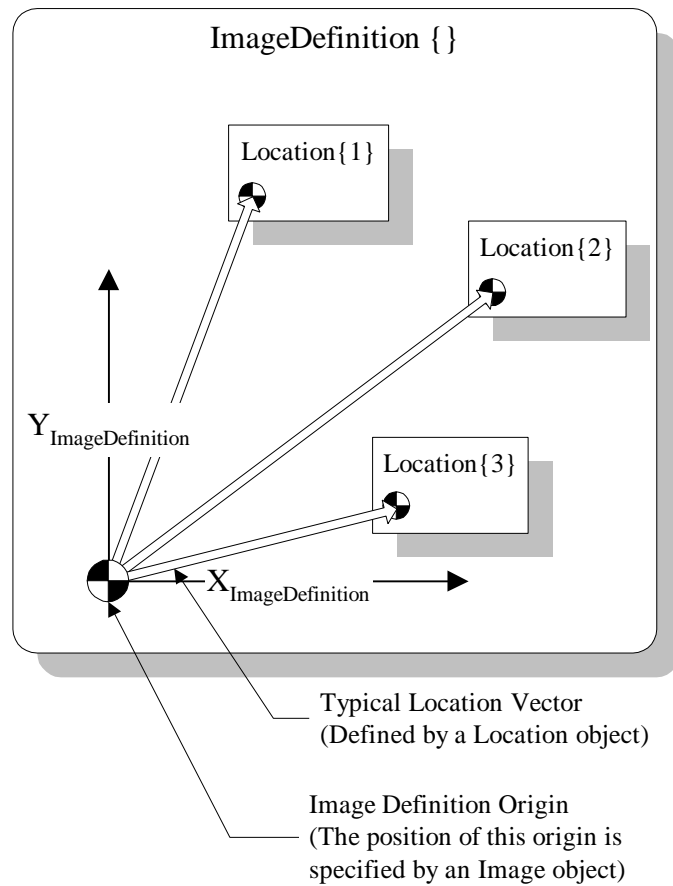 ImageDefinition {}
Location{1}
Location{2}
Y ImageDefinition
Location{3}
X ImageDefinition
Typical Location Vector
(Defined by a Location object)
Image Definition Origin
(The position of this origin is
specified by an Image object)